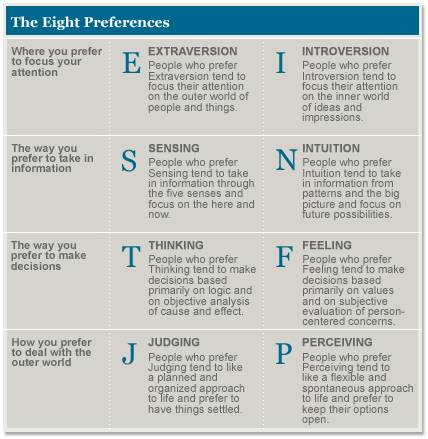 The Eight Preferences
Where you prefer
to focus your
attention
E
EXTRAVERSION
People who prefer
Extraversion tend to
focus their attention
on the outer world of
people and things.
I
INTROVERSION
People who prefer
Introversion tend to
focus their attention
on the inner world
of ideas and
impressions.
The way you
prefer to take in
information
S
SENSING
People who prefer
Sensing tend to take
in information through
the five senses and
focus on the here and
now.
N
INTUITION
People who prefer
Intuition tend to take
in information from
patterns and the big
picture and focus on
future possibilities.
The way you
prefer to make
decisions
T
THINKING
People who prefer
Thinking tend to make
decisions based
primarily on logic and
on objective analysis
of cause and effect.
F
FEELING
People who prefer
Feeling tend to make
decisions based
primarily on values
and on subjective
evaluation of person-
centered concerns.
How you prefer
to deal with the
outer world
J
JUDGING
People who prefer
Judging tend to like
a planned and
organized approach
to life and prefer to
have things settled.
P
PERCEIVING
People who prefer
Perceiving tend to
like a flexible and
spontaneous approach
to life and prefer to
keep their options
open.